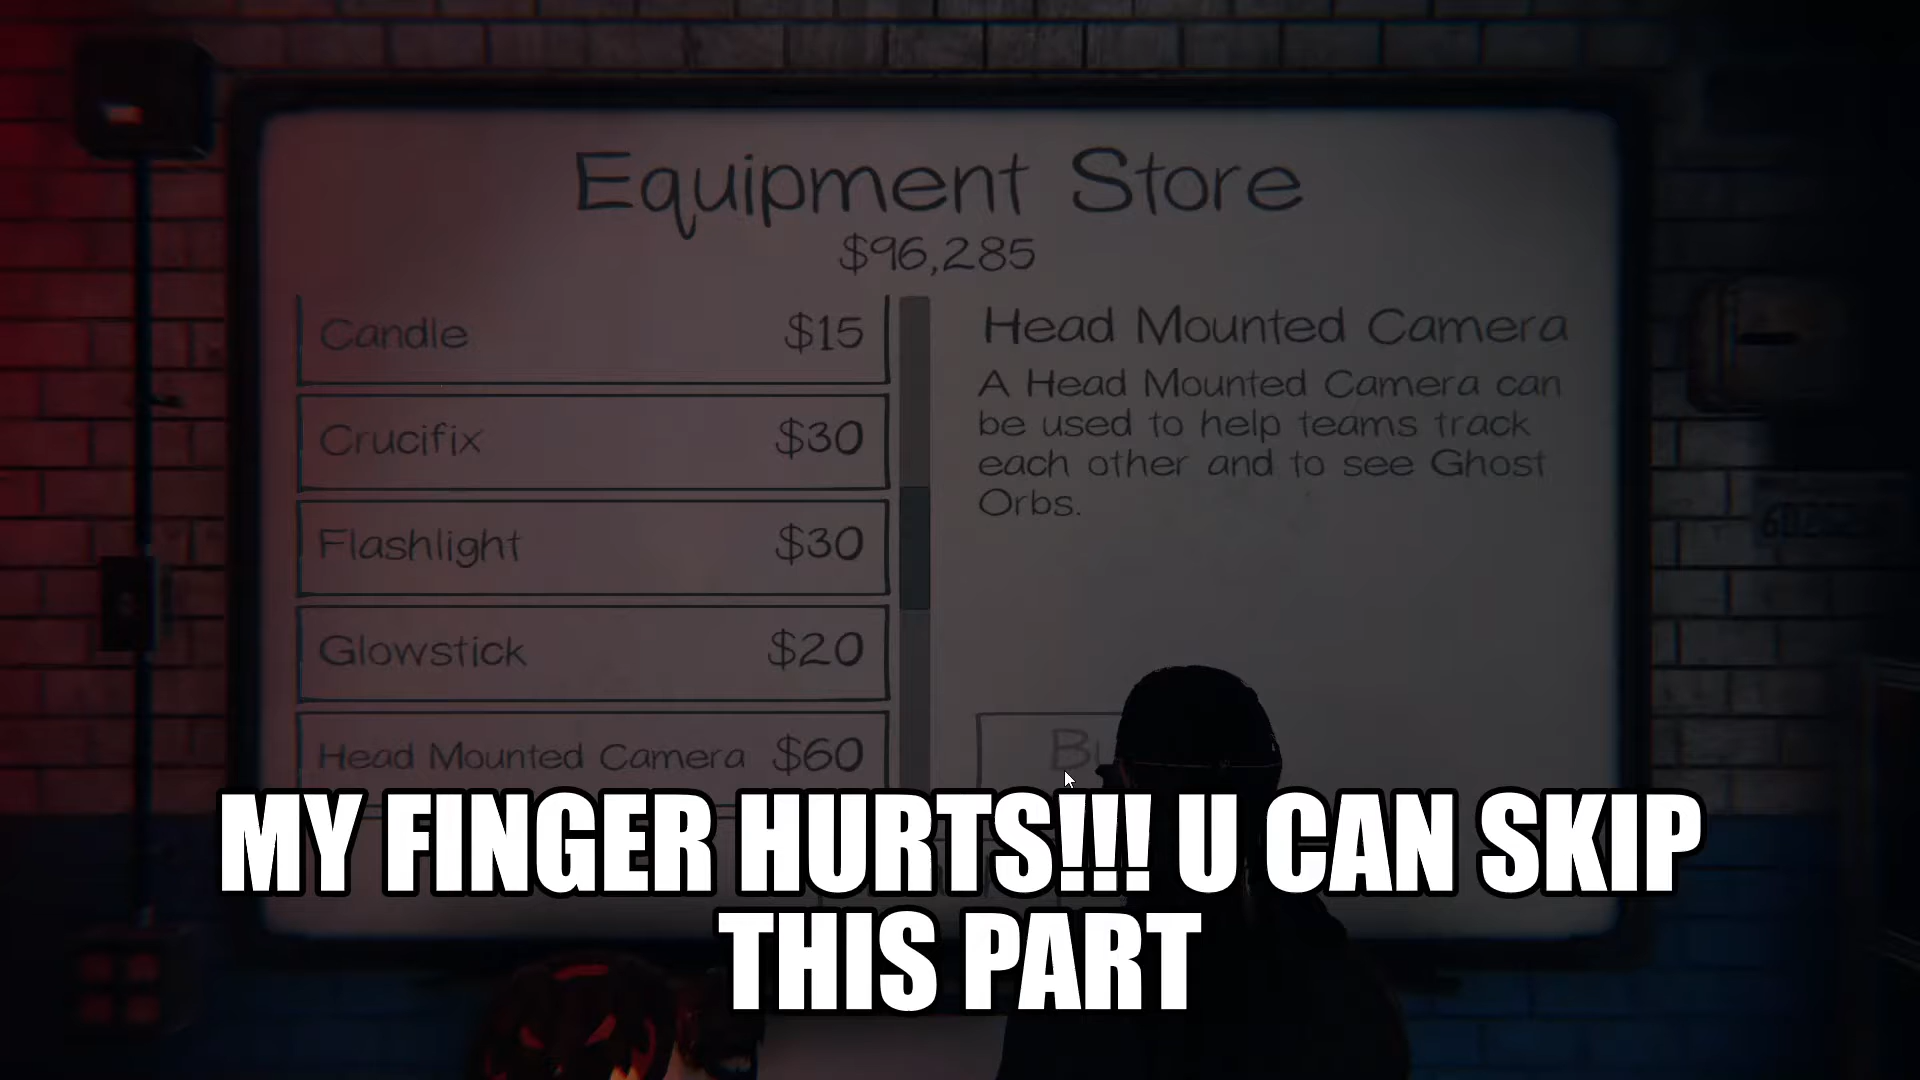 Equipment Store
$96,285
Candle $15
Crucifix $30
Flashlight $30
Glowstick $20
Head Mounted Camera $60
Head Mounted Camera
A Head Mounted Camera can
be used to help teams track
each other and to see Ghost
Orbs.
MY FINGER HURTS!!! U CAN SKIP
THIS PART